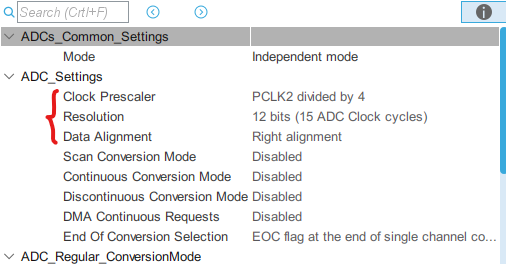 Search (Crtl+F)
ADCs_Common_Settings
Mode Independent mode
ADC_Settings
Clock Prescaler PCLK2 divided by 4
Resolution 12 bits (15 ADC Clock cycles)
Data Alignment Right alignment
Scan Conversion Mode Disabled
Continuous Conversion Mode Disabled
Discontinuous Conversion Mode Disabled
DMA Continuous Requests Disabled
End Of Conversion Selection EOC flag at the end of single channel co...
ADC_Regular_ConversionMode